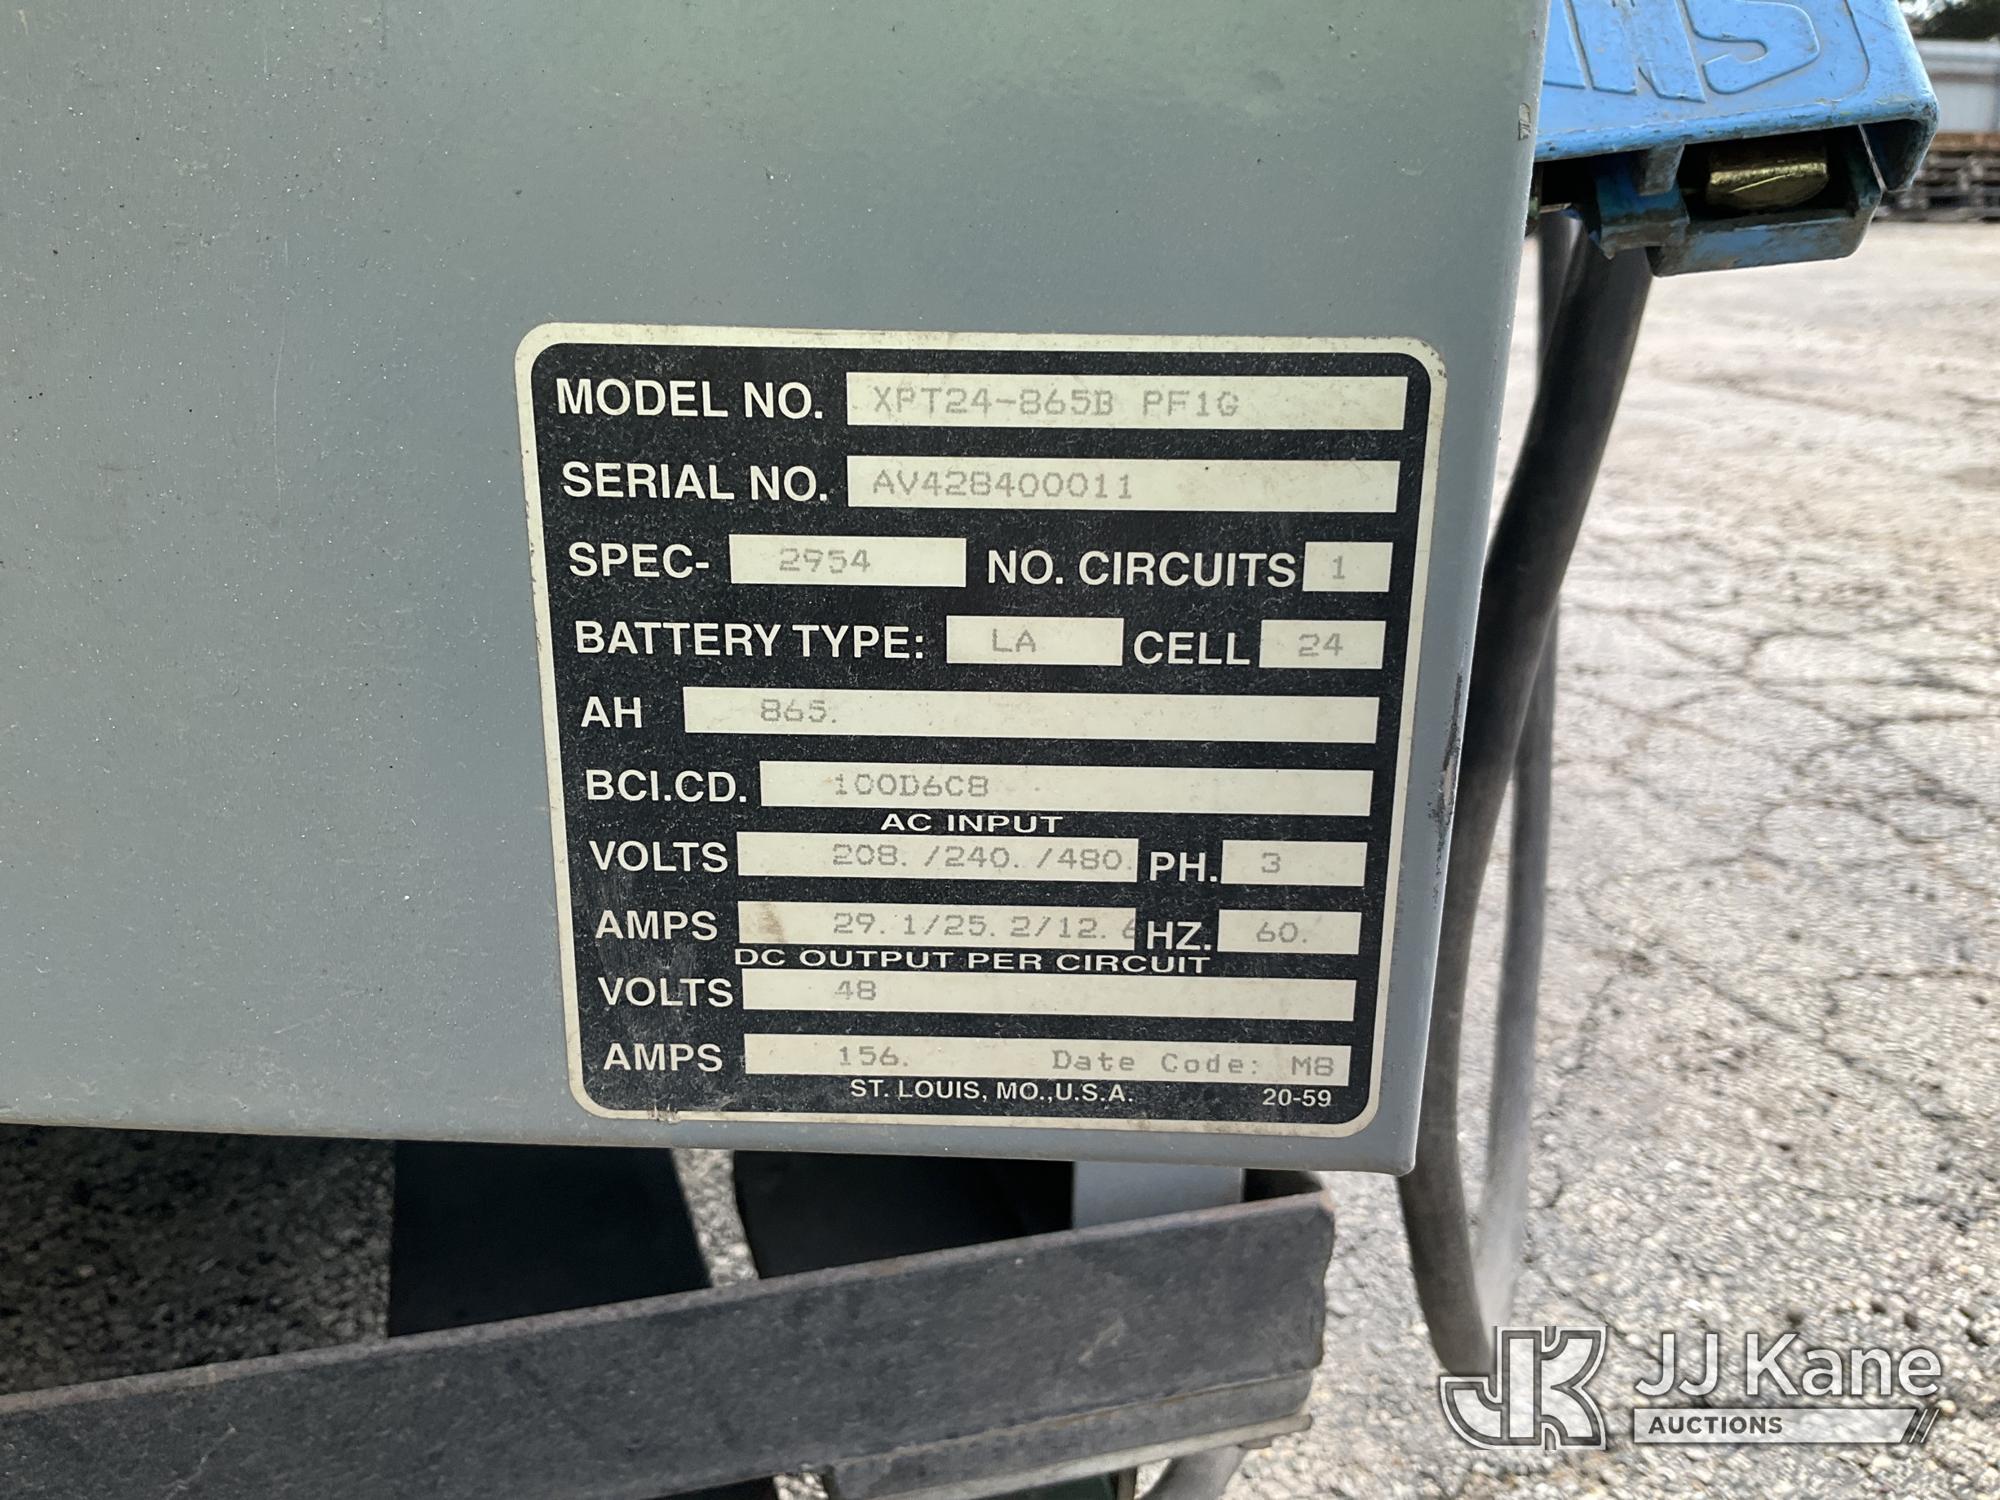 MODEL NO. XPT24-865B PF1G
SERIAL NO. AV428400011
SPEC- 2954 NO. CIRCUITS 1
BATTERY TYPE: LA CELL 24
AH 865.
BCI.CD. 100D6C8
AC INPUT
VOLTS 208. /240. /480. PH. 3
AMPS 29.1/25.2/12.6 HZ. 60.
DC OUTPUT PER CIRCUIT
VOLTS 48
AMPS 156. Date Code: M8
ST. LOUIS, MO.,U.S.A. 20-59
JK JJ Kane
AUCTIONS